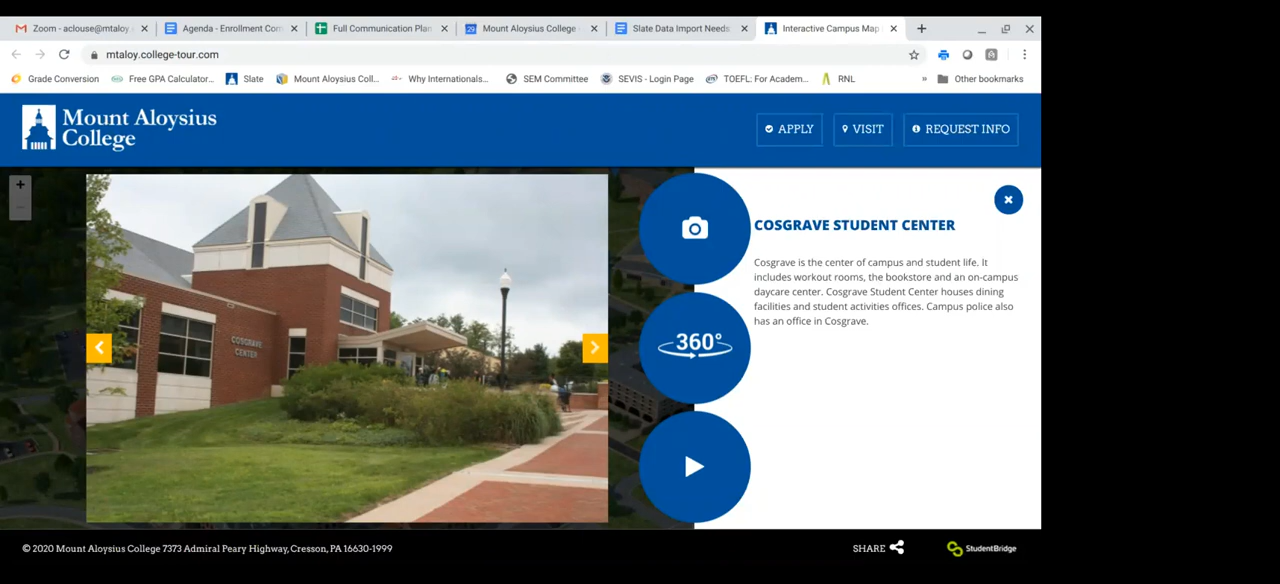 Zoom - aclouse@mtaloy
Agenda - Enrollment Com
Full Communication Plan
29 Mount Aloysius College
Slate Data Import Needs
Interactive Campus Map
mtaloy.college-tour.com
Grade Conversion
Free GPA Calculator...
Slate
Mount Aloysius Coll...
Why Internationals...
SEM Committee
SEVIS - Login Page
TOEFL: For Academ...
RNL
» Other bookmarks
Mount Aloysius
College
APPLY
VISIT
REQUEST INFO
COSGRAVE
CENTER
360°
COSGRAVE STUDENT CENTER
Cosgrave is the center of campus and student life. It
includes workout rooms, the bookstore and an on-campus
daycare center. Cosgrave Student Center houses dining
facilities and student activities offices. Campus police also
has an office in Cosgrave.
© 2020 Mount Aloysius College 7373 Admiral Peary Highway, Cresson, PA 16630-1999
SHARE
StudentBridge